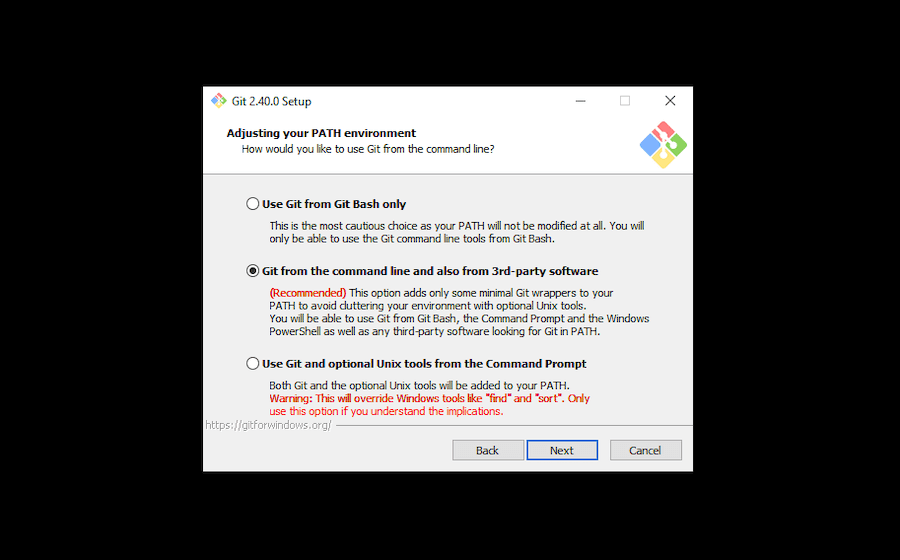 Git 2.40.0 Setup
Adjusting your PATH environment
How would you like to use Git from the command line?
Use Git from Git Bash only
This is the most cautious choice as your PATH will not be modified at all. You will
only be able to use the Git command line tools from Git Bash.
Git from the command line and also from 3rd-party software
(Recommended) This option adds only some minimal Git wrappers to your
PATH to avoid cluttering your environment with optional Unix tools.
You will be able to use Git from Git Bash, the Command Prompt and the Windows
PowerShell as well as any third-party software looking for Git in PATH.
Use Git and optional Unix tools from the Command Prompt
Both Git and the optional Unix tools will be added to your PATH.
Warning: This will override Windows tools like "find" and "sort". Only
use this option if you understand the implications.
https://gitforwindows.org/
Back Next Cancel